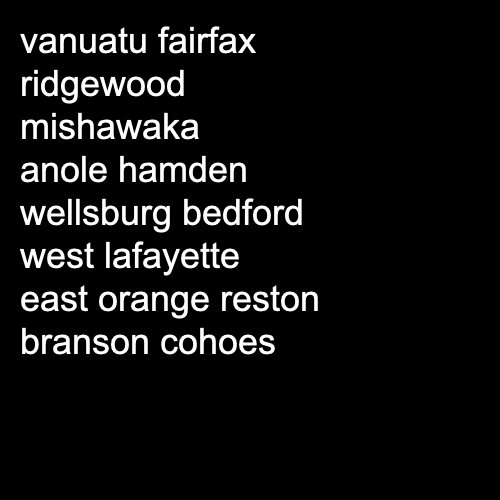 vanuatu fairfax
ridgewood
mishawaka
anole hamden
wellsburg bedford
west lafayette
east orange reston
branson cohoes